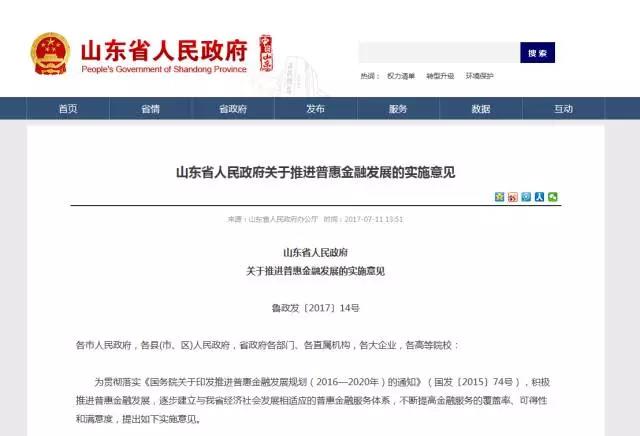 山东省人民政府
People's Government of Shandong Province
搜 索
热词： 权力清单 转型升级 环境保护
首页 省情 省政府 发布 服务 数据 互动
山东省人民政府关于推进普惠金融发展的实施意见
来源：山东省人民政府办公厅 时间：2017-07-11 13:51
山东省人民政府
关于推进普惠金融发展的实施意见
鲁政发〔2017〕14号
各市人民政府，各县(市、区)人民政府，省政府各部门、各直属机构，各大企业，各高等院校：
为贯彻落实《国务院关于印发推进普惠金融发展规划（2016—2020年）的通知》（国发〔2015〕74号），积极
推进普惠金融发展，逐步建立与我省经济社会发展相适应的普惠金融服务体系，不断提高金融服务的覆盖率、可得性
和满意度，提出如下实施意见。